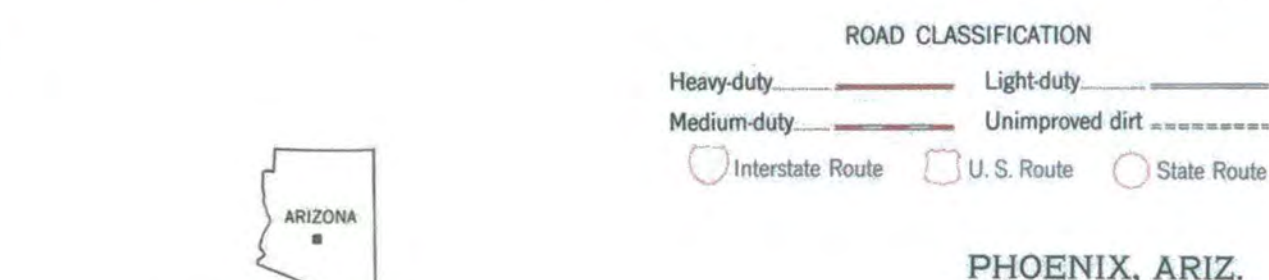 ROAD CLASSIFICATION
Heavy-duty Light-duty
Medium-duty Unimproved dirt
Interstate Route U. S. Route State Route
ARIZONA
PHOENIX, ARIZ.